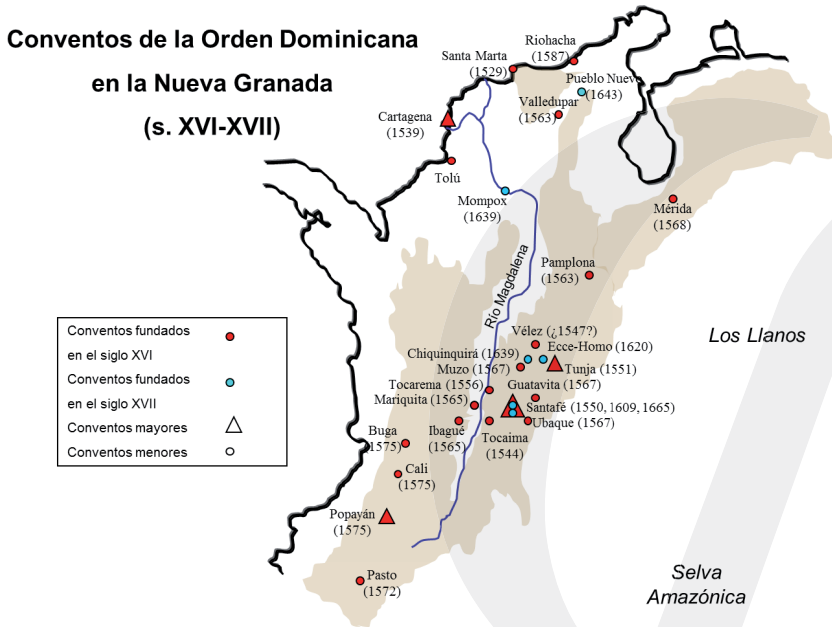 Conventos de la Orden Dominicana
en la Nueva Granada
(s. XVI-XVII)
Riohacha
(1587)
Santa Marta
(1529)
Pueblo Nuevo
(1643)
Valledupar
(1563)
Cartagena
(1539)
Tolú
Mompox
(1639)
Mérida
(1568)
Pamplona
(1563)
Río Magdalena
Los Llanos
Vélez (¿1547?)
Ecce-Homo (1620)
Chiquinquirá (1639)
Muzo (1567)
Tunja (1551)
Tocarema (1556)
Guatavita (1567)
Mariquita (1565)
Santafé (1550, 1609, 1665)
Ubaque
(1567)
Buga
(1575)
Ibagué
(1565)
Tocaima
(1544)
Cali
(1575)
Popayán
(1575)
Pasto
(1572)
Selva
Amazónica
Conventos fundados
en el siglo XVI
Conventos fundados
en el siglo XVII
Conventos mayores
Conventos menores